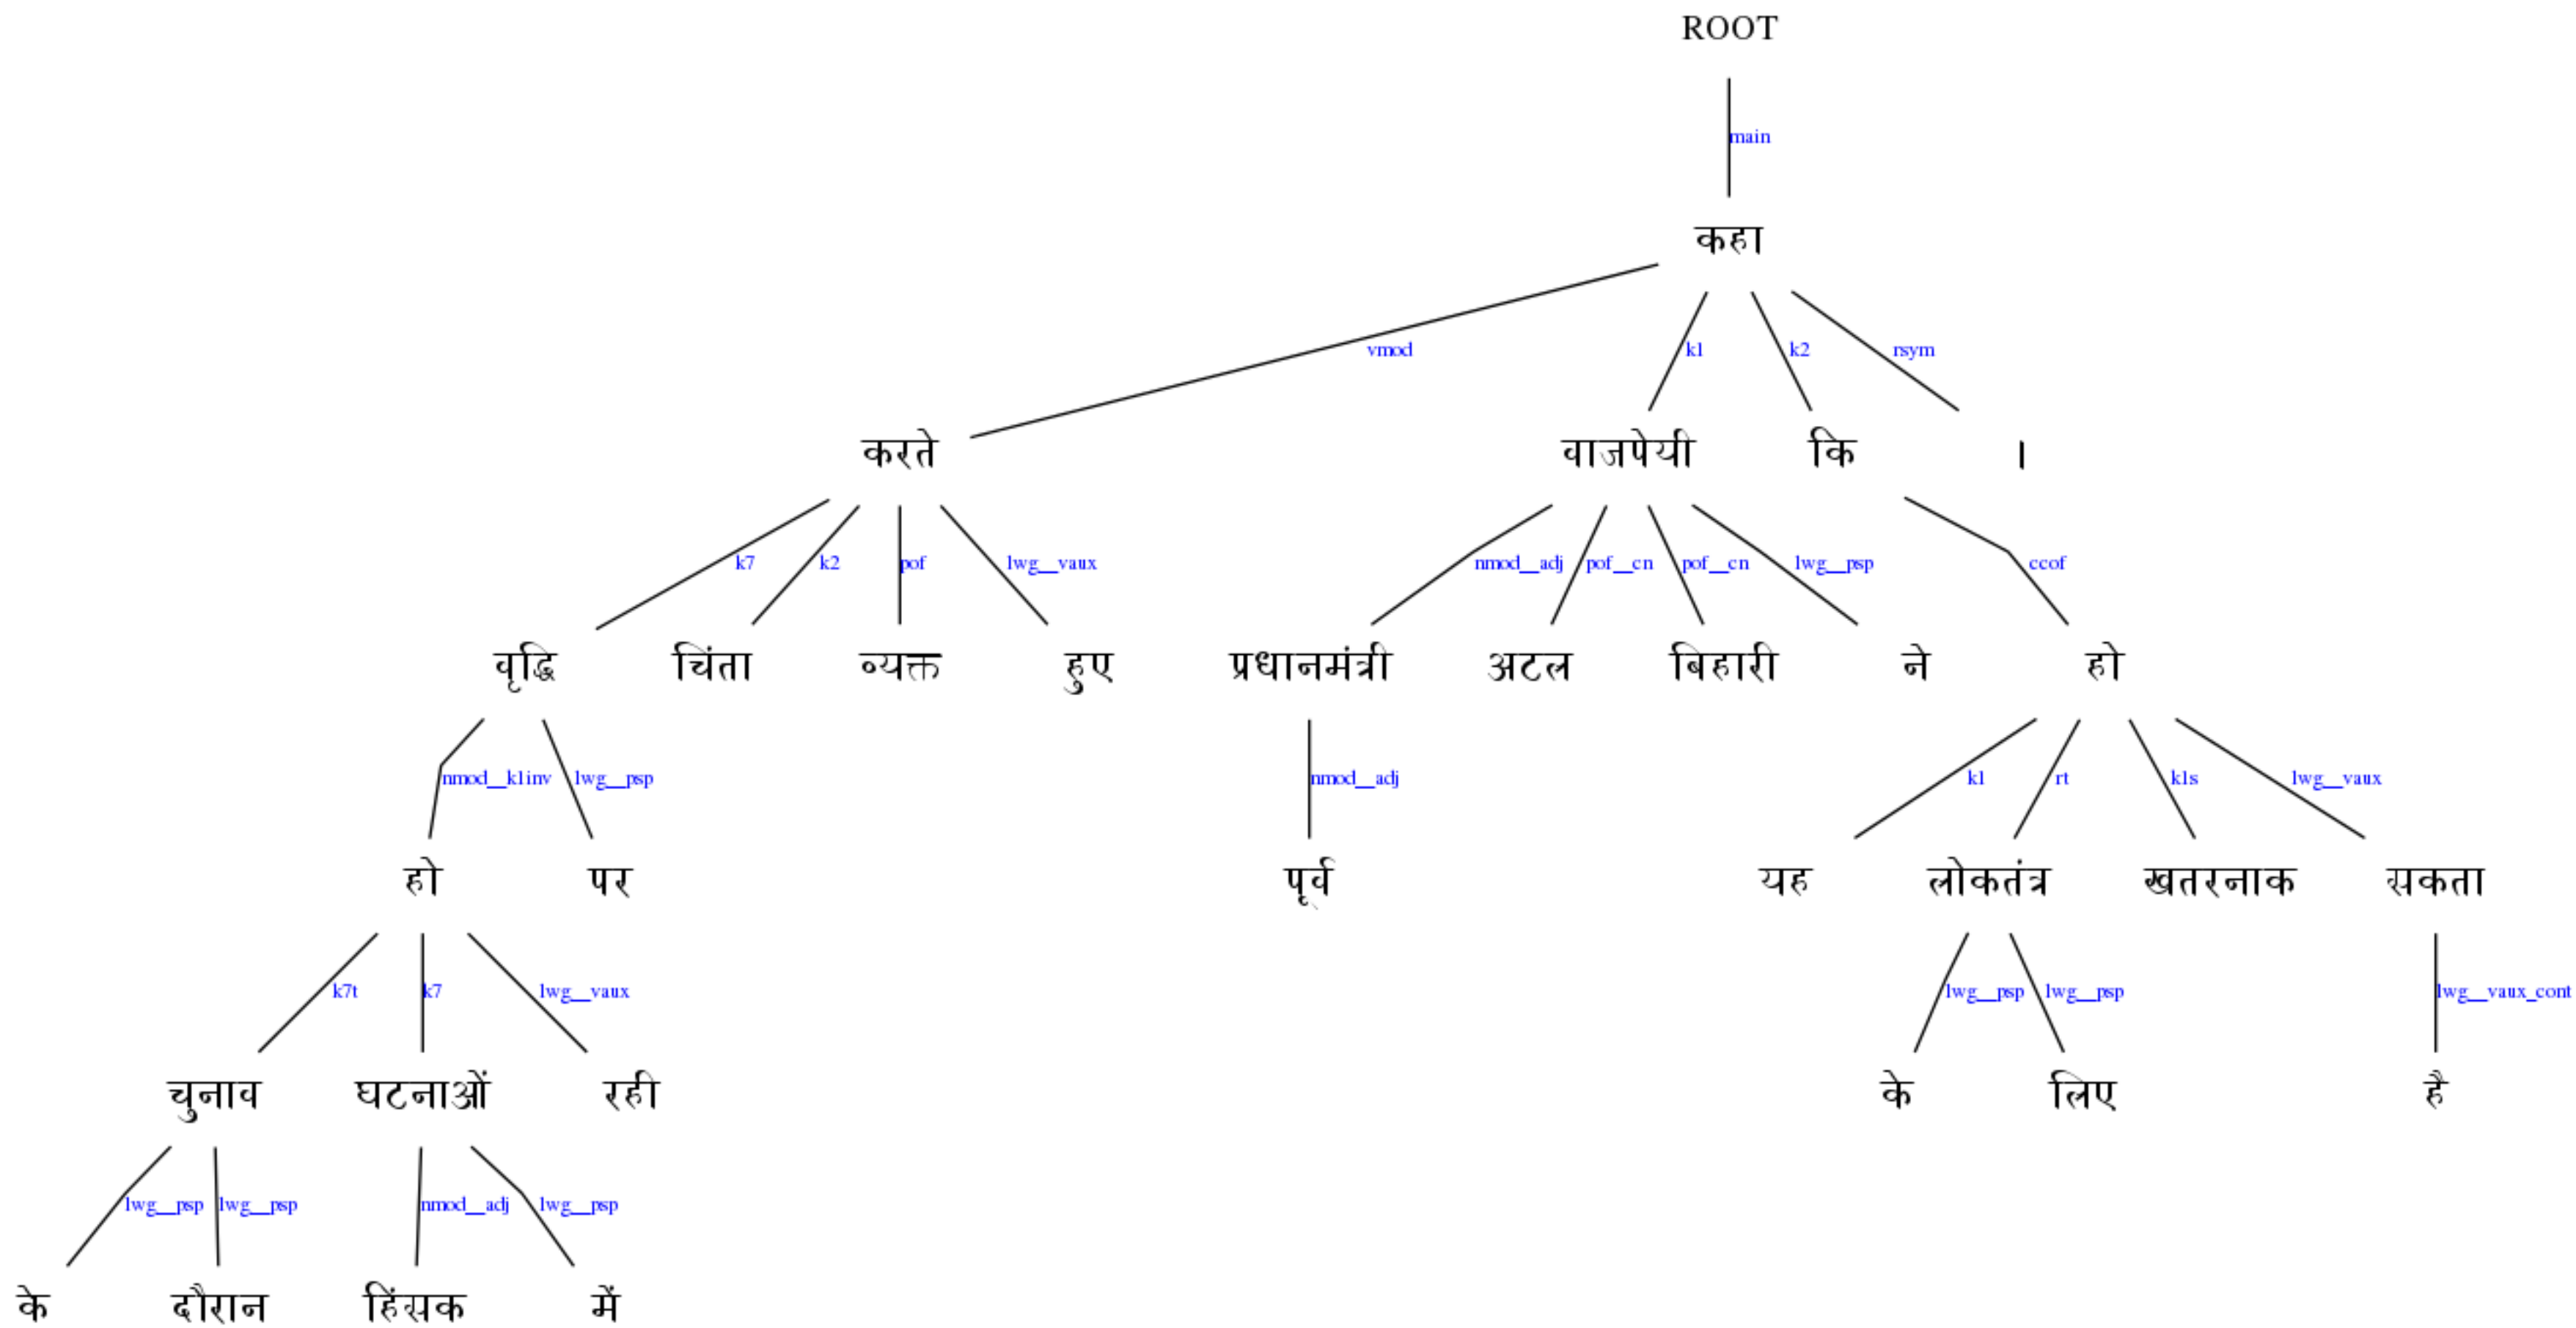 ROOT
main
कहा
vmod k1 k2 rsym
करते वाजपेयी कि ।
k7 k2 pof lwg__vaux nmod__adj pof__cn pof__cn lwg__psp ccof
वृद्धि चिंता व्यक्त हुए प्रधानमंत्री अटल बिहारी ने हो
nmod__k1inv lwg__psp nmod__adj k1 rt k1s lwg__vaux
हो पर पूर्व यह लोकतंत्र खतरनाक सकता
k7t k7 lwg__vaux lwg__psp lwg__psp lwg__vaux_cont
चुनाव घटनाओं रही के लिए है
lwg__psp lwg__psp nmod__adj lwg__psp
के दौरान हिंसक में